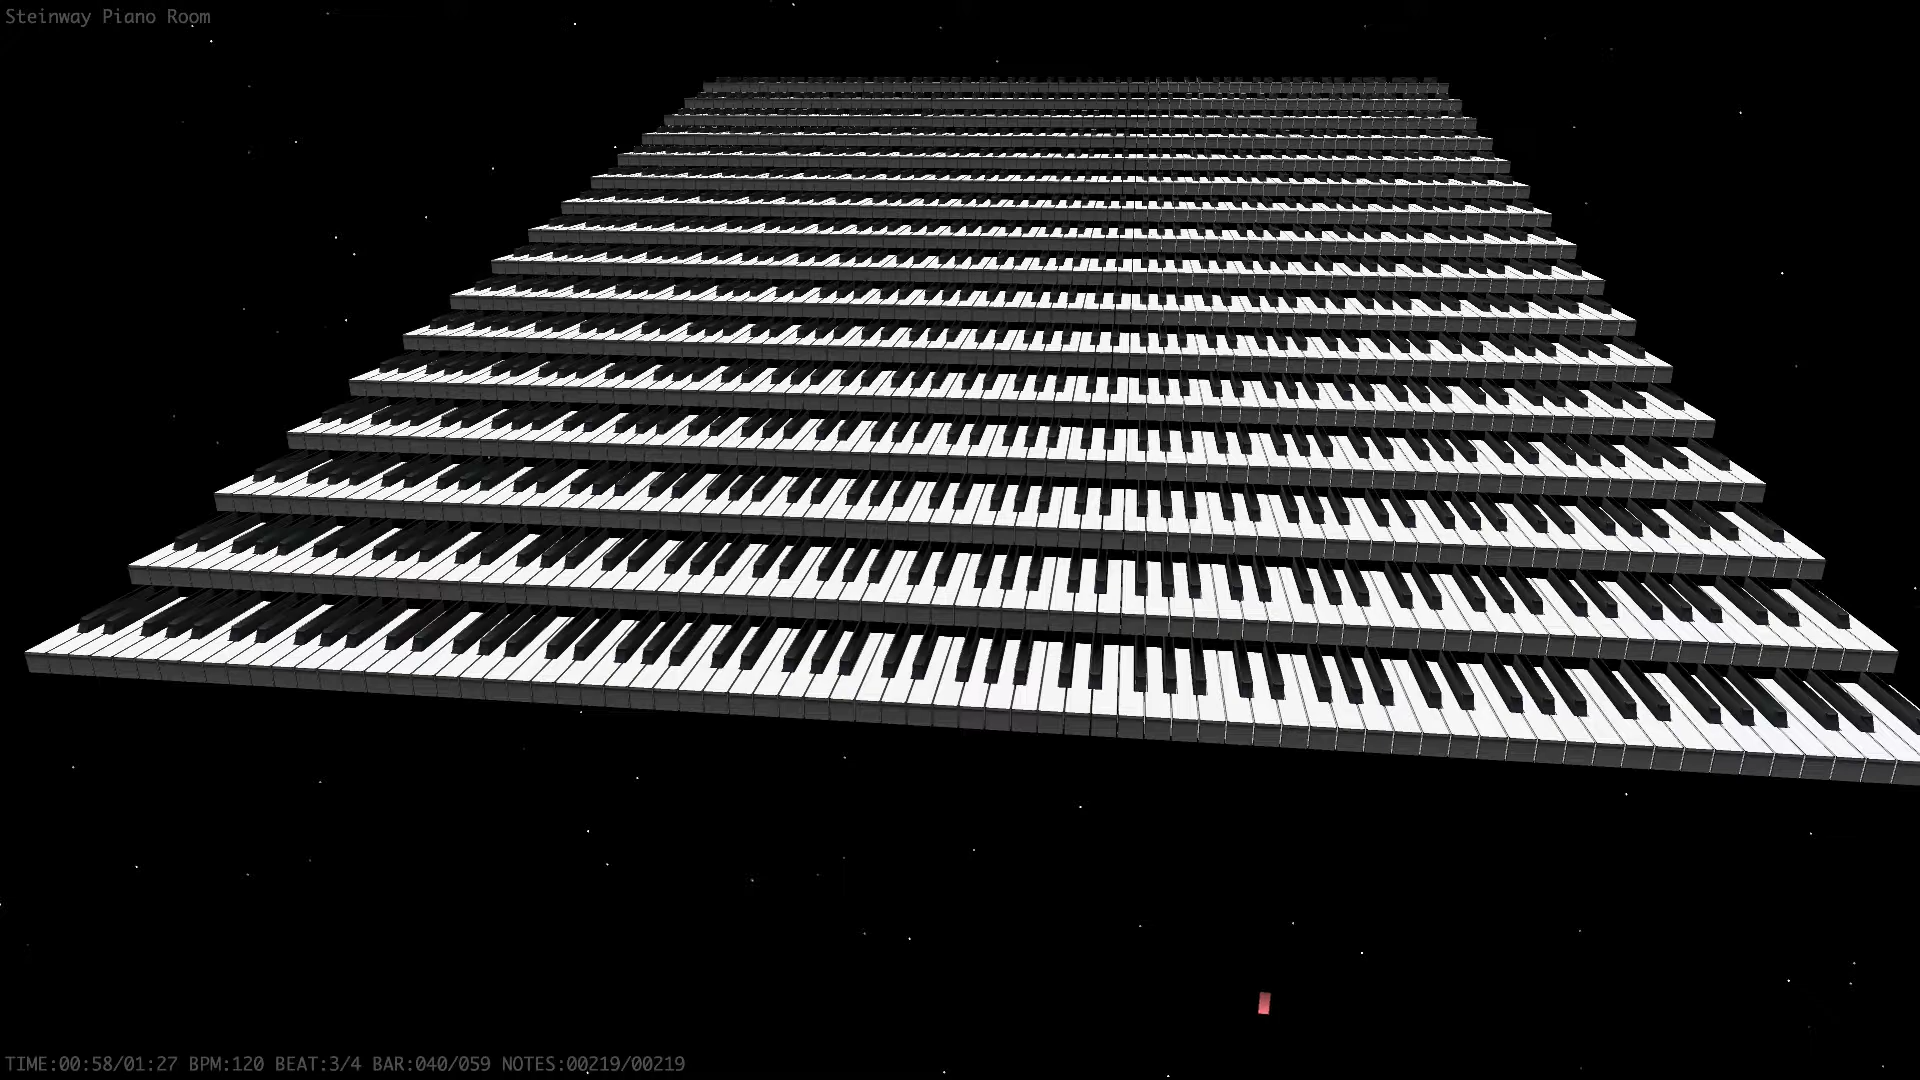 Steinway Piano Room
TIME:00:58/01:27 BPM:120 BEAT:3/4 BAR:040/059 NOTES:00219/00219